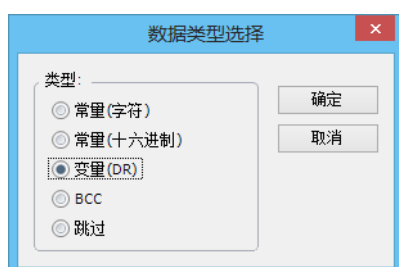 数据类型选择
类型:
常量(字符)
常量(十六进制)
变量(DR)
BCC
跳过
确定
取消